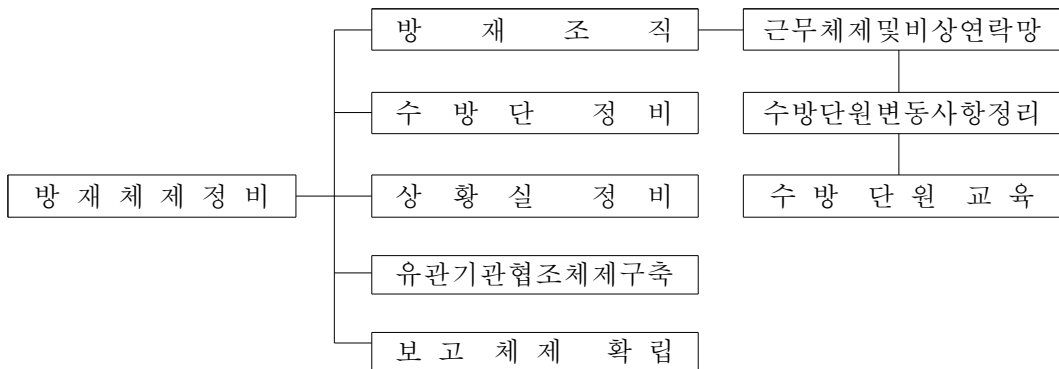 방 재 조 직
근무체제및비상연락망
수 방 단 정 비
수방단원변동사항정리
방 재 체 제 정 비
상 황 실 정 비
수 방 단 원 교 육
유관기관협조체제구축
보 고 체 제 확 립